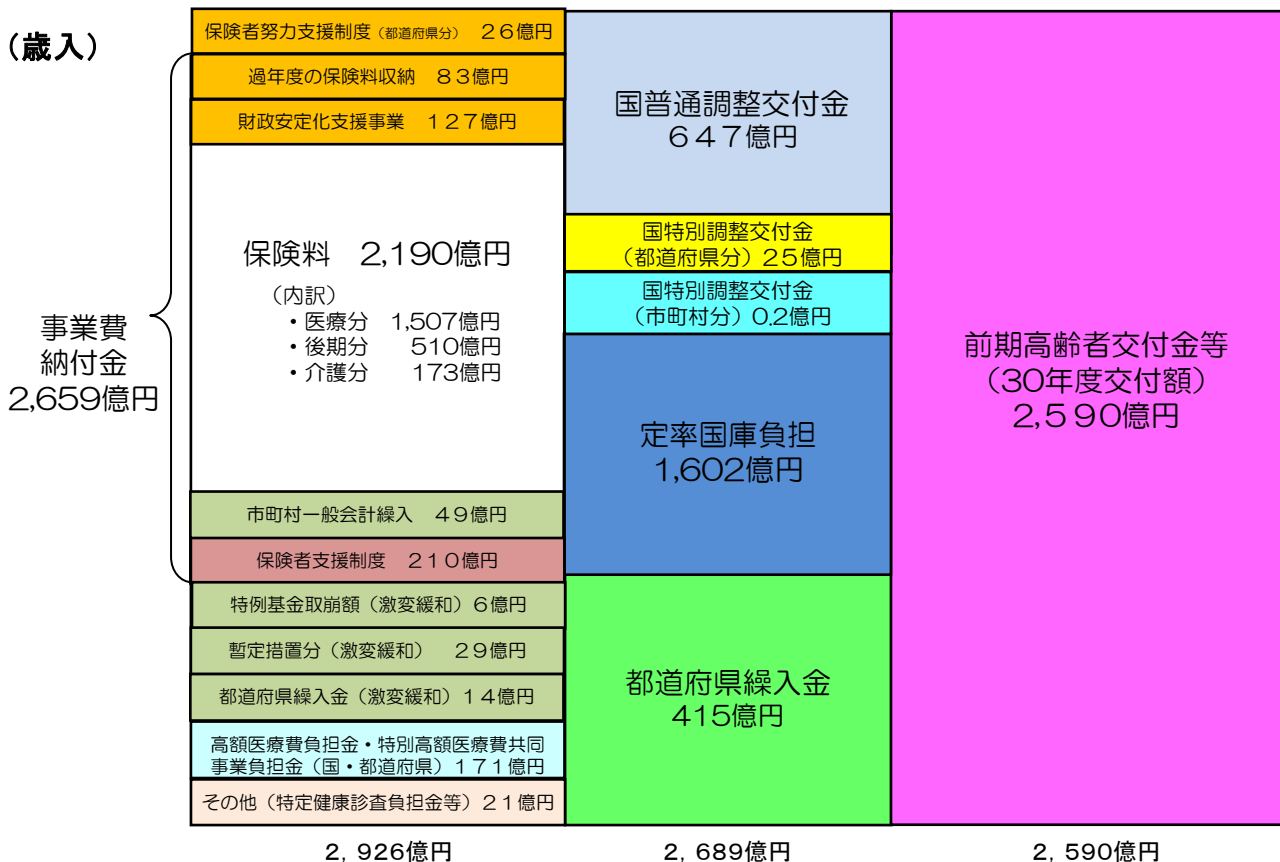 (歳入)
保険者努力支援制度（都道府県分） 26億円
過年度の保険料収納 83億円
財政安定化支援事業 127億円
保険料 2,190億円
（内訳）
・医療分 1,507億円
・後期分 510億円
・介護分 173億円
事業費
納付金
2,659億円
市町村一般会計繰入 49億円
保険者支援制度 210億円
特例基金取崩額（激変緩和）6億円
暫定措置分（激変緩和） 29億円
都道府県繰入金（激変緩和）14億円
高額医療費負担金・特別高額医療費共同
事業負担金（国・都道府県）171億円
その他（特定健康診査負担金等）21億円
2,926億円
国普通調整交付金
647億円
国特別調整交付金
（都道府県分）25億円
国特別調整交付金
（市町村分）0.2億円
定率国庫負担
1,602億円
都道府県繰入金
415億円
2,689億円
前期高齢者交付金等
（30年度交付額）
2,590億円
2,590億円